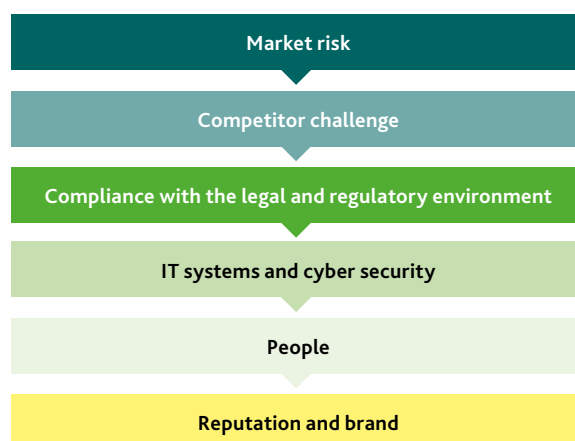 Market risk
Competitor challenge
Compliance with the legal and regulatory environment
IT systems and cyber security
People
Reputation and brand